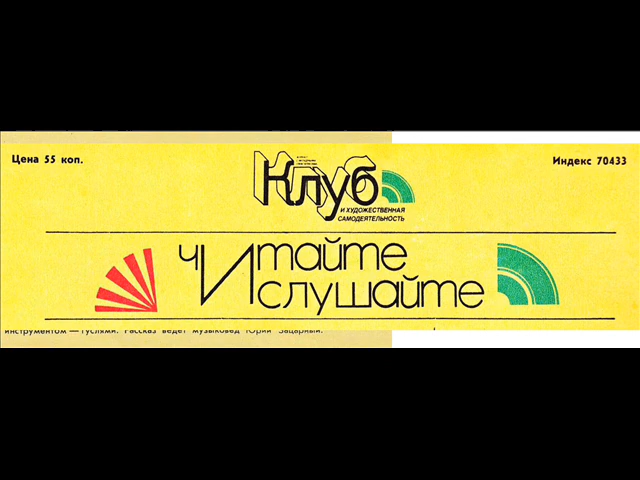 Цена 55 коп.
Клуб
Индекс 70433
И ХУДОЖЕСТВЕННАЯ
САМОДЕЯТЕЛЬНОСТЬ
читайте
И слушайте
инструментом — гуслями. Рассказ ведет музыковед Юрий Зацарный.